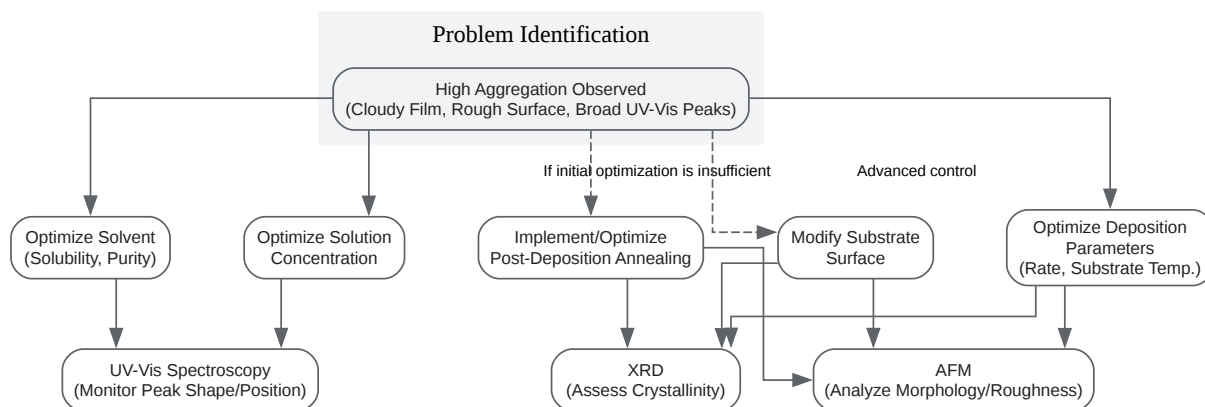 Problem Identification
High Aggregation Observed
(Cloudy Film, Rough Surface, Broad UV-Vis Peaks)
If initial optimization is insufficient
Advanced control
Optimize Solvent
(Solubility, Purity)
Optimize Solution
Concentration
Implement/Optimize
Post-Deposition Annealing
Modify Substrate
Surface
Optimize Deposition
Parameters
(Rate, Substrate Temp.)
UV-Vis Spectroscopy
(Monitor Peak Shape/Position)
XRD
(Assess Crystallinity)
AFM
(Analyze Morphology/Roughness)